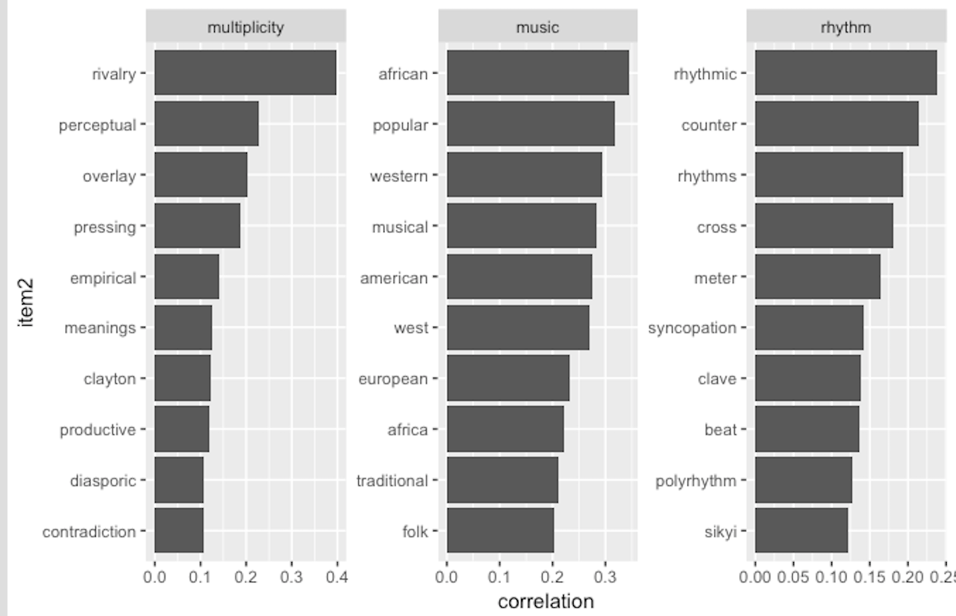 multiplicity
music
rhythm
rivalry
perceptual
overlay
pressing
empirical
meanings
clayton
productive
diasporic
contradiction
0.0 0.1 0.2 0.3 0.4
african
popular
western
musical
american
west
european
africa
traditional
folk
0.0 0.1 0.2 0.3
rhythmic
counter
rhythms
cross
meter
syncopation
clave
beat
polyrhythm
sikyi
0.00 0.05 0.10 0.15 0.20 0.25
item2
correlation